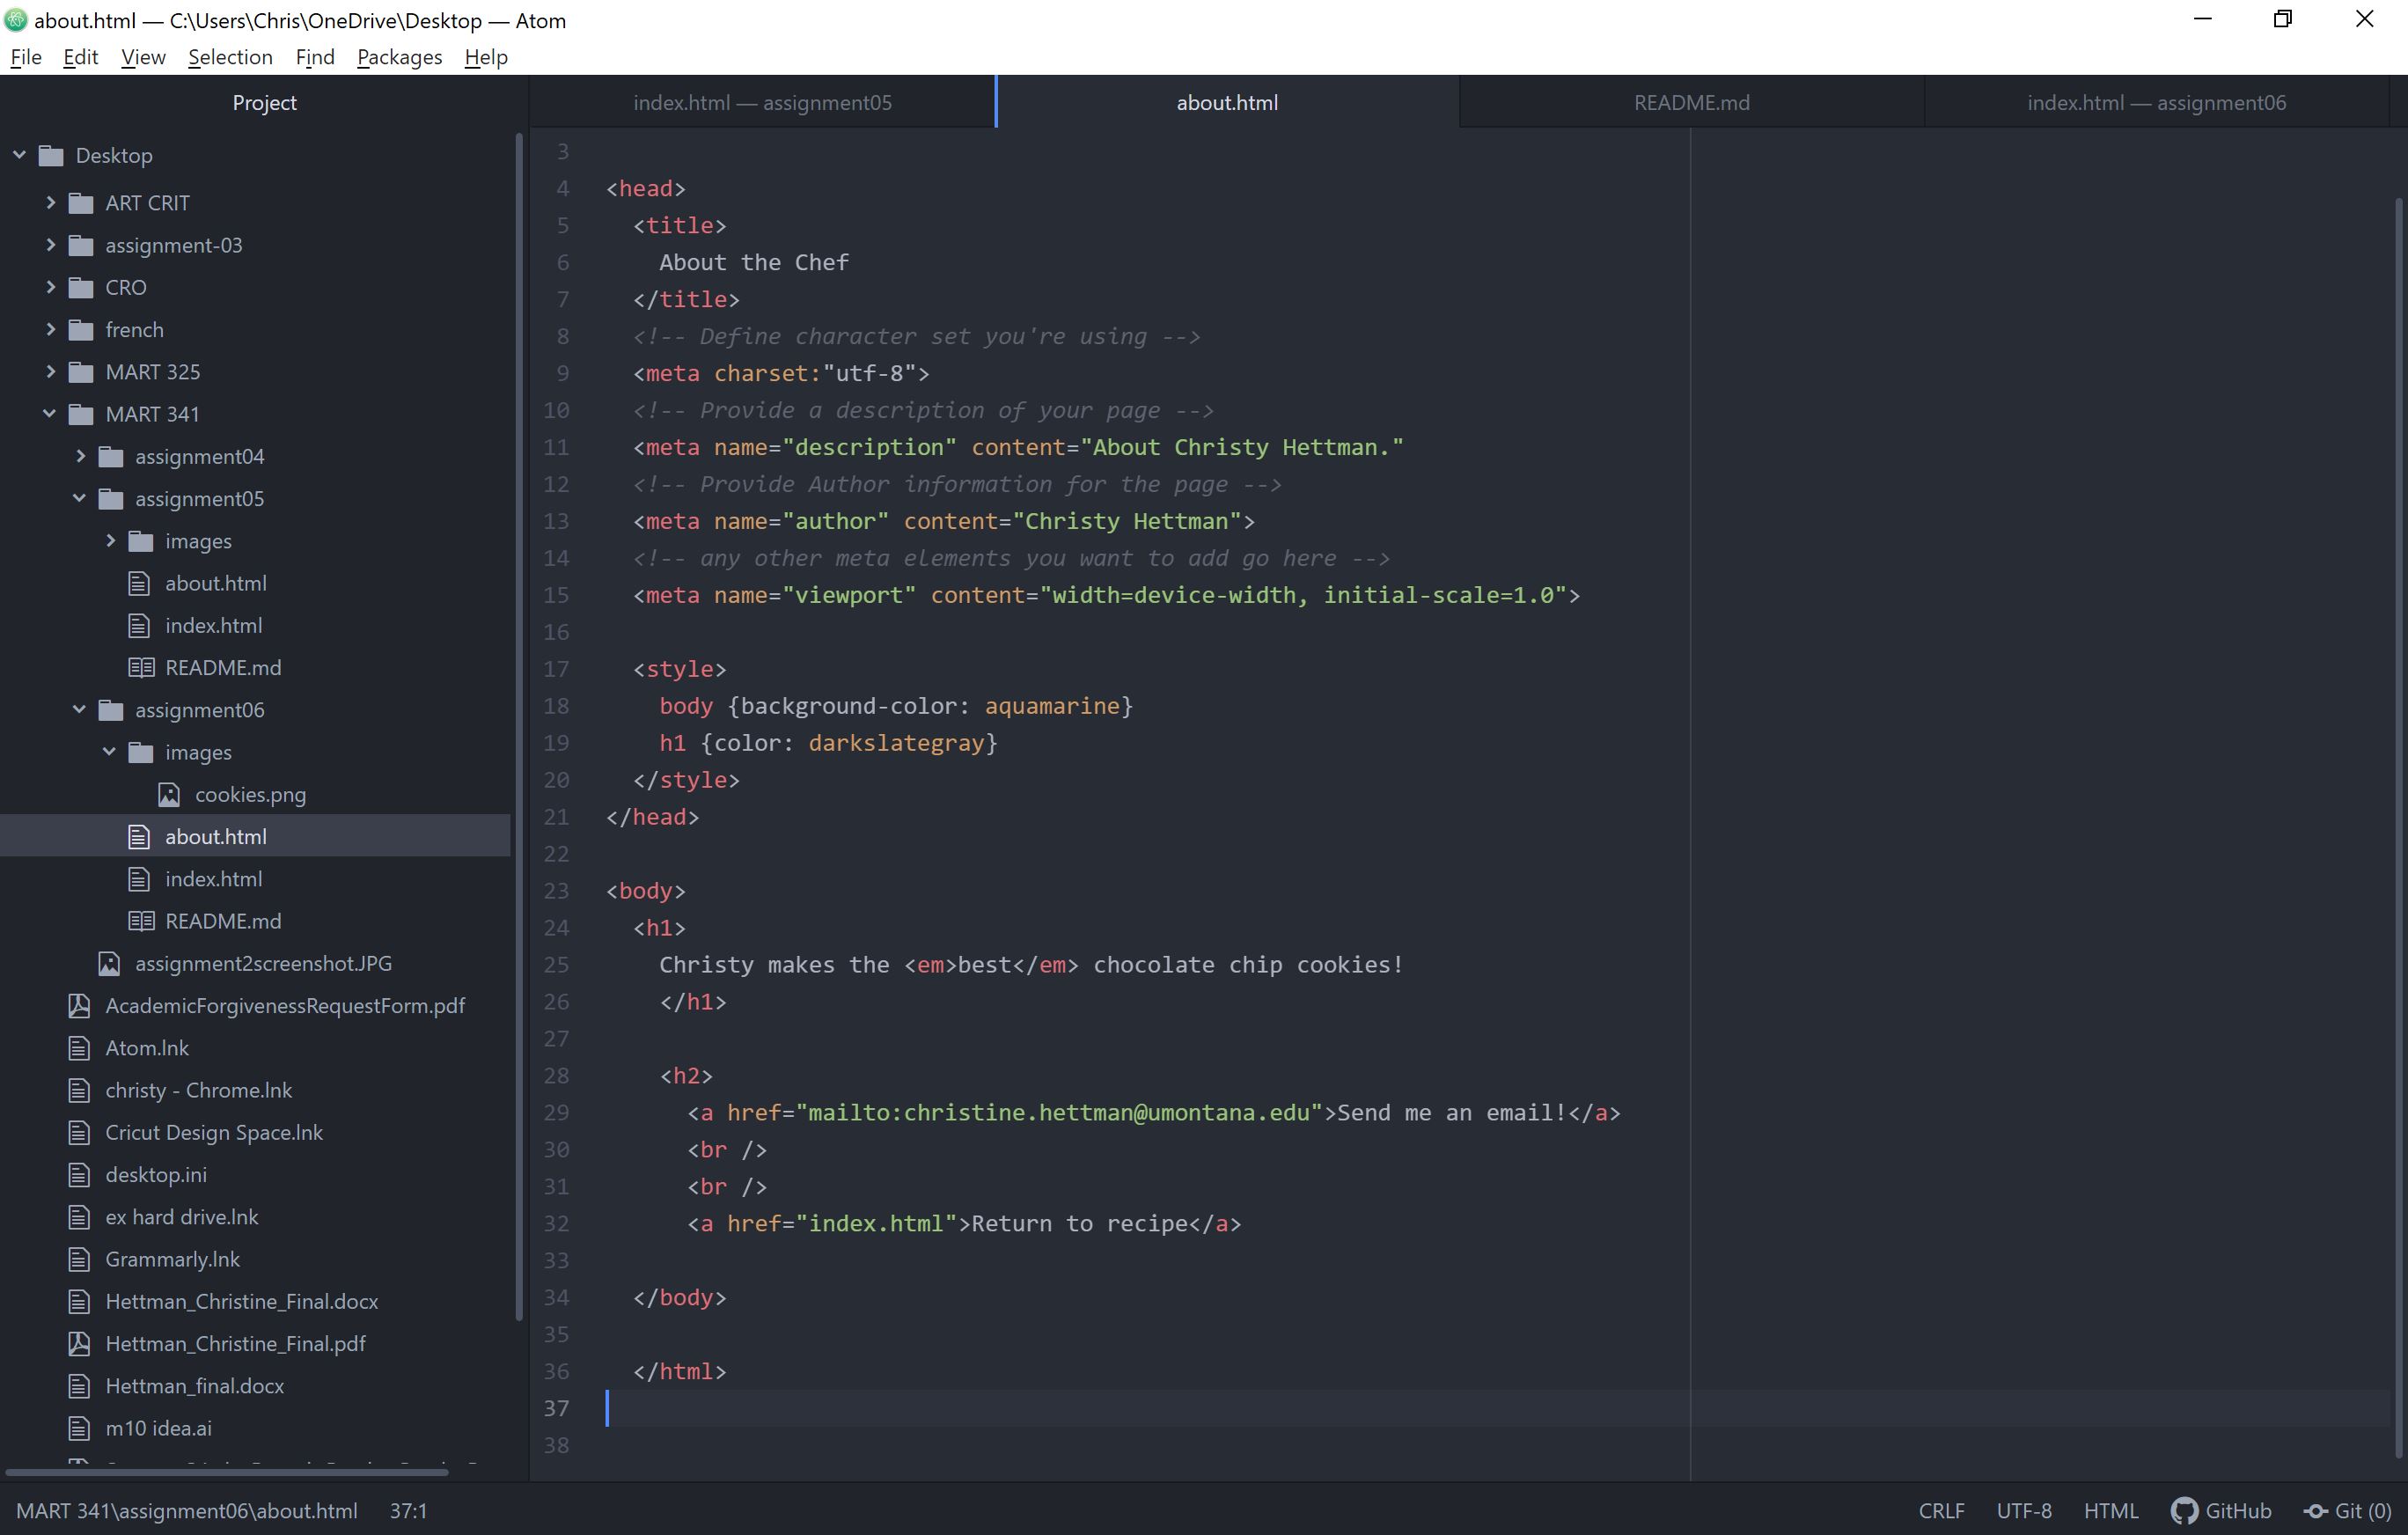 about.html — C:\Users\Chris\OneDrive\Desktop — Atom
File Edit View Selection Find Packages Help
Project
Desktop
ART CRIT
assignment-03
CRO
french
MART 325
MART 341
assignment04
assignment05
images
about.html
index.html
README.md
assignment06
images
cookies.png
about.html
index.html
README.md
assignment2screenshot.JPG
AcademicForgivenessRequestForm.pdf
Atom.lnk
christy - Chrome.lnk
Cricut Design Space.lnk
desktop.ini
ex hard drive.lnk
Grammarly.lnk
Hettman_Christine_Final.docx
Hettman_Christine_Final.pdf
Hettman_final.docx
m10 idea.ai
index.html — assignment05 about.html README.md index.html — assignment06
3
4 <head>
5 <title>
6 About the Chef
7 </title>
8 <!-- Define character set you're using -->
9 <meta charset:"utf-8">
10 <!-- Provide a description of your page -->
11 <meta name="description" content="About Christy Hettman."
12 <!-- Provide Author information for the page -->
13 <meta name="author" content="Christy Hettman">
14 <!-- any other meta elements you want to add go here -->
15 <meta name="viewport" content="width=device-width, initial-scale=1.0">
16
17 <style>
18 body {background-color: aquamarine}
19 h1 {color: darkslategray}
20 </style>
21 </head>
22
23 <body>
24 <h1>
25 Christy makes the <em>best</em> chocolate chip cookies!
26 </h1>
27
28 <h2>
29 <a href="mailto:christine.hettman@umontana.edu">Send me an email!</a>
30 <br />
31 <br />
32 <a href="index.html">Return to recipe</a>
33
34 </body>
35
36 </html>
37
38
MART 341\assignment06\about.html 37:1 CRLF UTF-8 HTML GitHub Git (0)